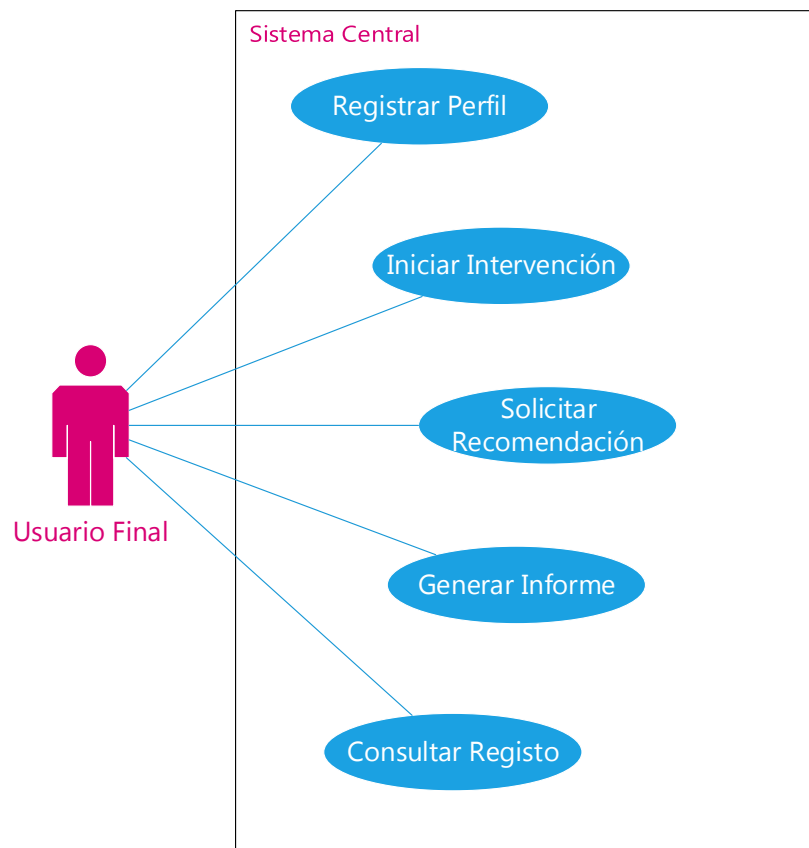 Sistema Central
Registrar Perfil
Iniciar Intervención
Solicitar
Recomendación
Usuario Final
Generar Informe
Consultar Registo